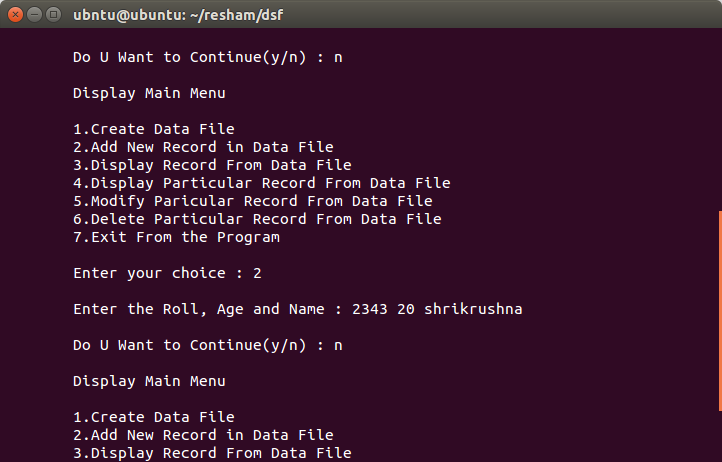 ubntu@ubuntu: ~/resham/dsf
Do U Want to Continue(y/n) : n
Display Main Menu
1.Create Data File
2.Add New Record in Data File
3.Display Record From Data File
4.Display Particular Record From Data File
5.Modify Paricular Record From Data File
6.Delete Particular Record From Data File
7.Exit From the Program
Enter your choice : 2
Enter the Roll, Age and Name : 2343 20 shrikrushna
Do U Want to Continue(y/n) : n
Display Main Menu
1.Create Data File
2.Add New Record in Data File
3.Display Record From Data File